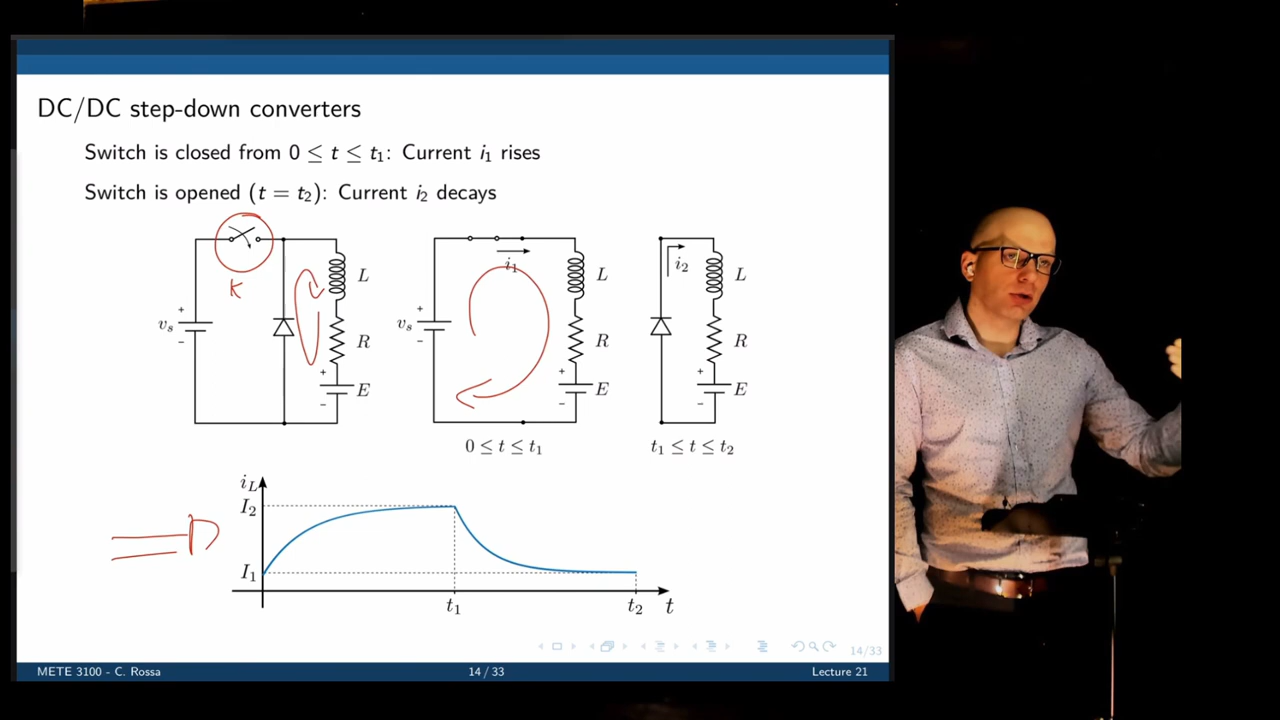 DC/DC step-down converters
Switch is closed from 0 ≤ t ≤ t₁: Current i₁ rises
Switch is opened (t = t₂): Current i₂ decays
K
+
vₛ
-
L
R
+
E
-
i₁
+
vₛ
-
L
R
+
E
-
0 ≤ t ≤ t₁
i₂
L
R
+
E
-
t₁ ≤ t ≤ t₂
i_L
I₂
I₁
t₁
t₂
t
14/33
METE 3100 - C. Rossa
14 / 33
Lecture 21